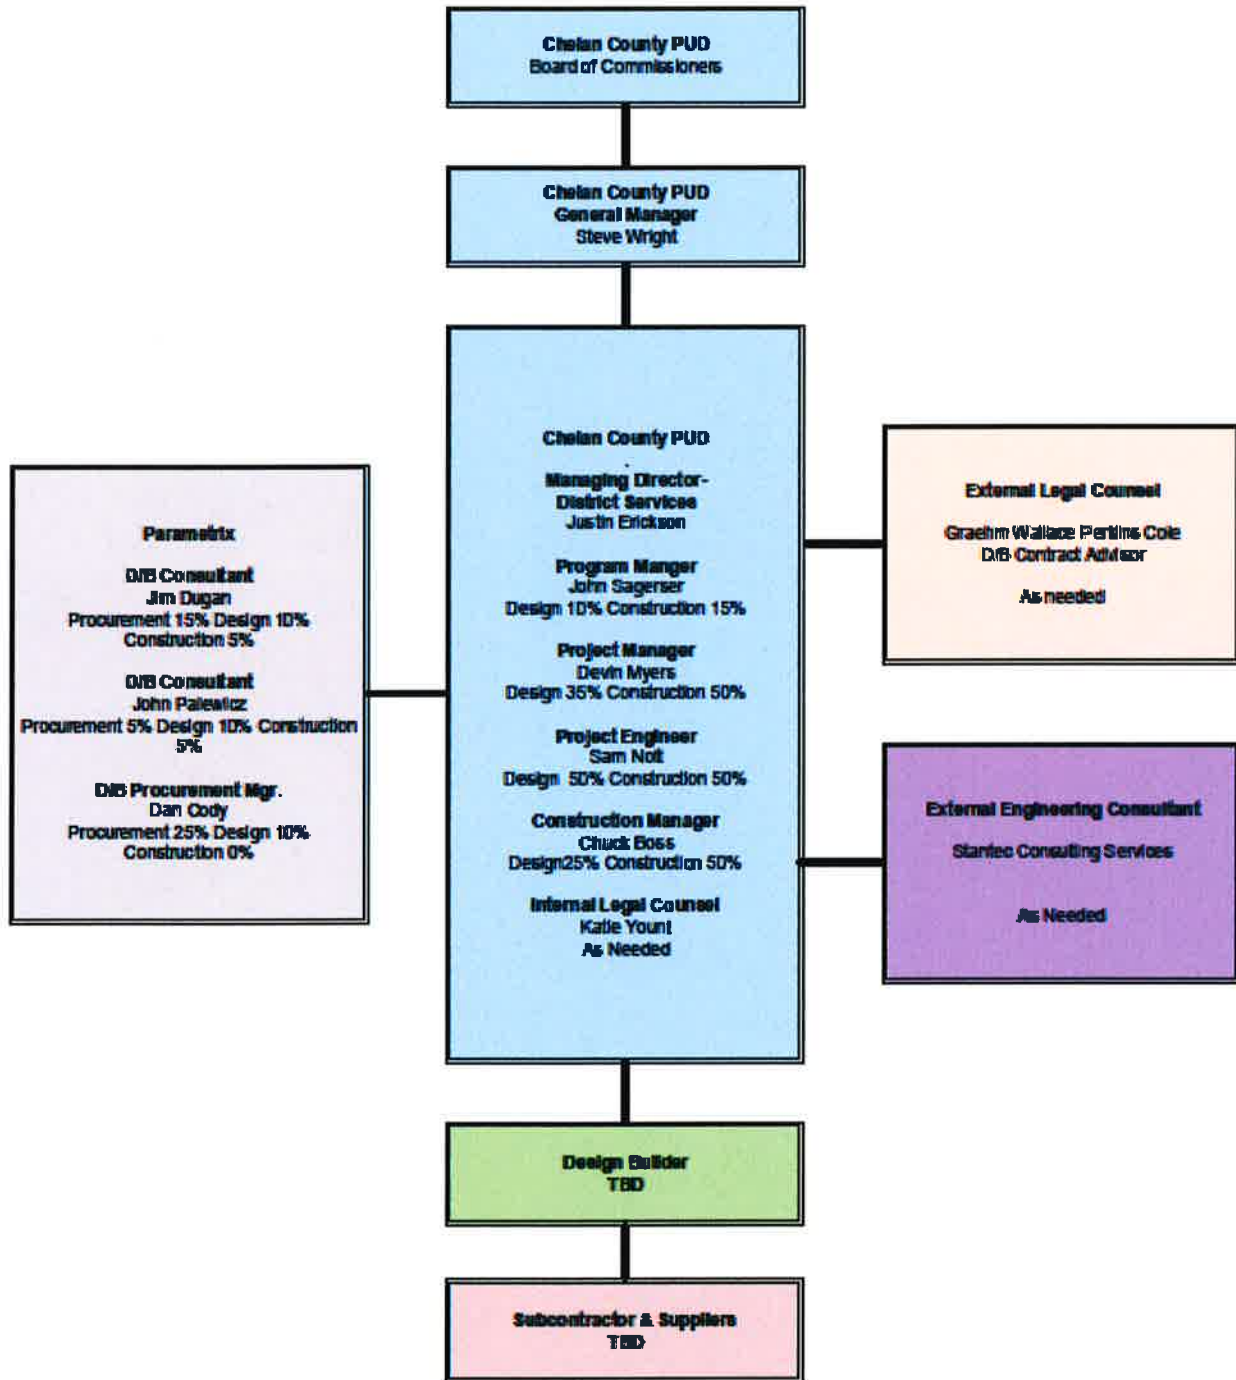 Chelan County PUD
Board of Commissioners
Chelan County PUD
General Manager
Steve Wright
Chelan County PUD
Managing Director-
District Services
Justin Erickson
Program Manger
John Sagerser
Design 10% Construction 15%
Project Manager
Devin Myers
Design 35% Construction 50%
Project Engineer
Sam Nott
Design 50% Construction 50%
Construction Manager
Chuck Boss
Design25% Construction 50%
Internal Legal Counsel
Katie Yount
As Needed
Parametrix
D/B Consultant
Jim Dugan
Procurement 15% Design 10%
Construction 5%
D/B Consultant
John Palewicz
Procurement 5% Design 10% Construction
5%
D/B Procurement Mgr.
Dan Cody
Procurement 25% Design 10%
Construction 0%
External Legal Counsel
Graehm Wallace Perkins Coie
D/B Contract Advisor
As needed
External Engineering Consultant
Stantec Consulting Services
As Needed
Design Builder
TBD
Subcontractor & Suppliers
TBD